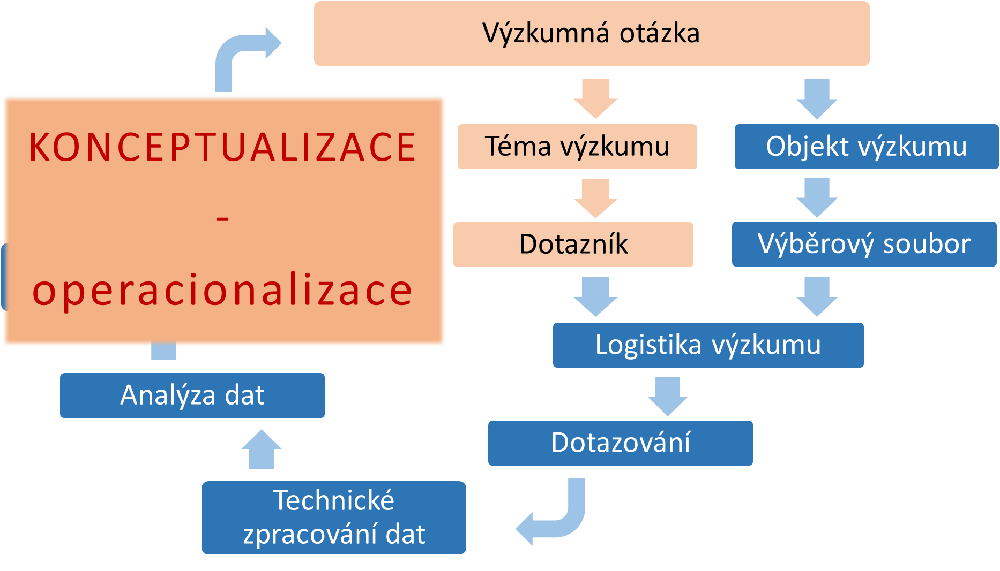 Výzkumná otázka
KONCEPTUALIZACE
-
operacionalizace
Téma výzkumu
Objekt výzkumu
Dotazník
Výběrový soubor
Logistika výzkumu
Analýza dat
Dotazování
Technické
zpracování dat